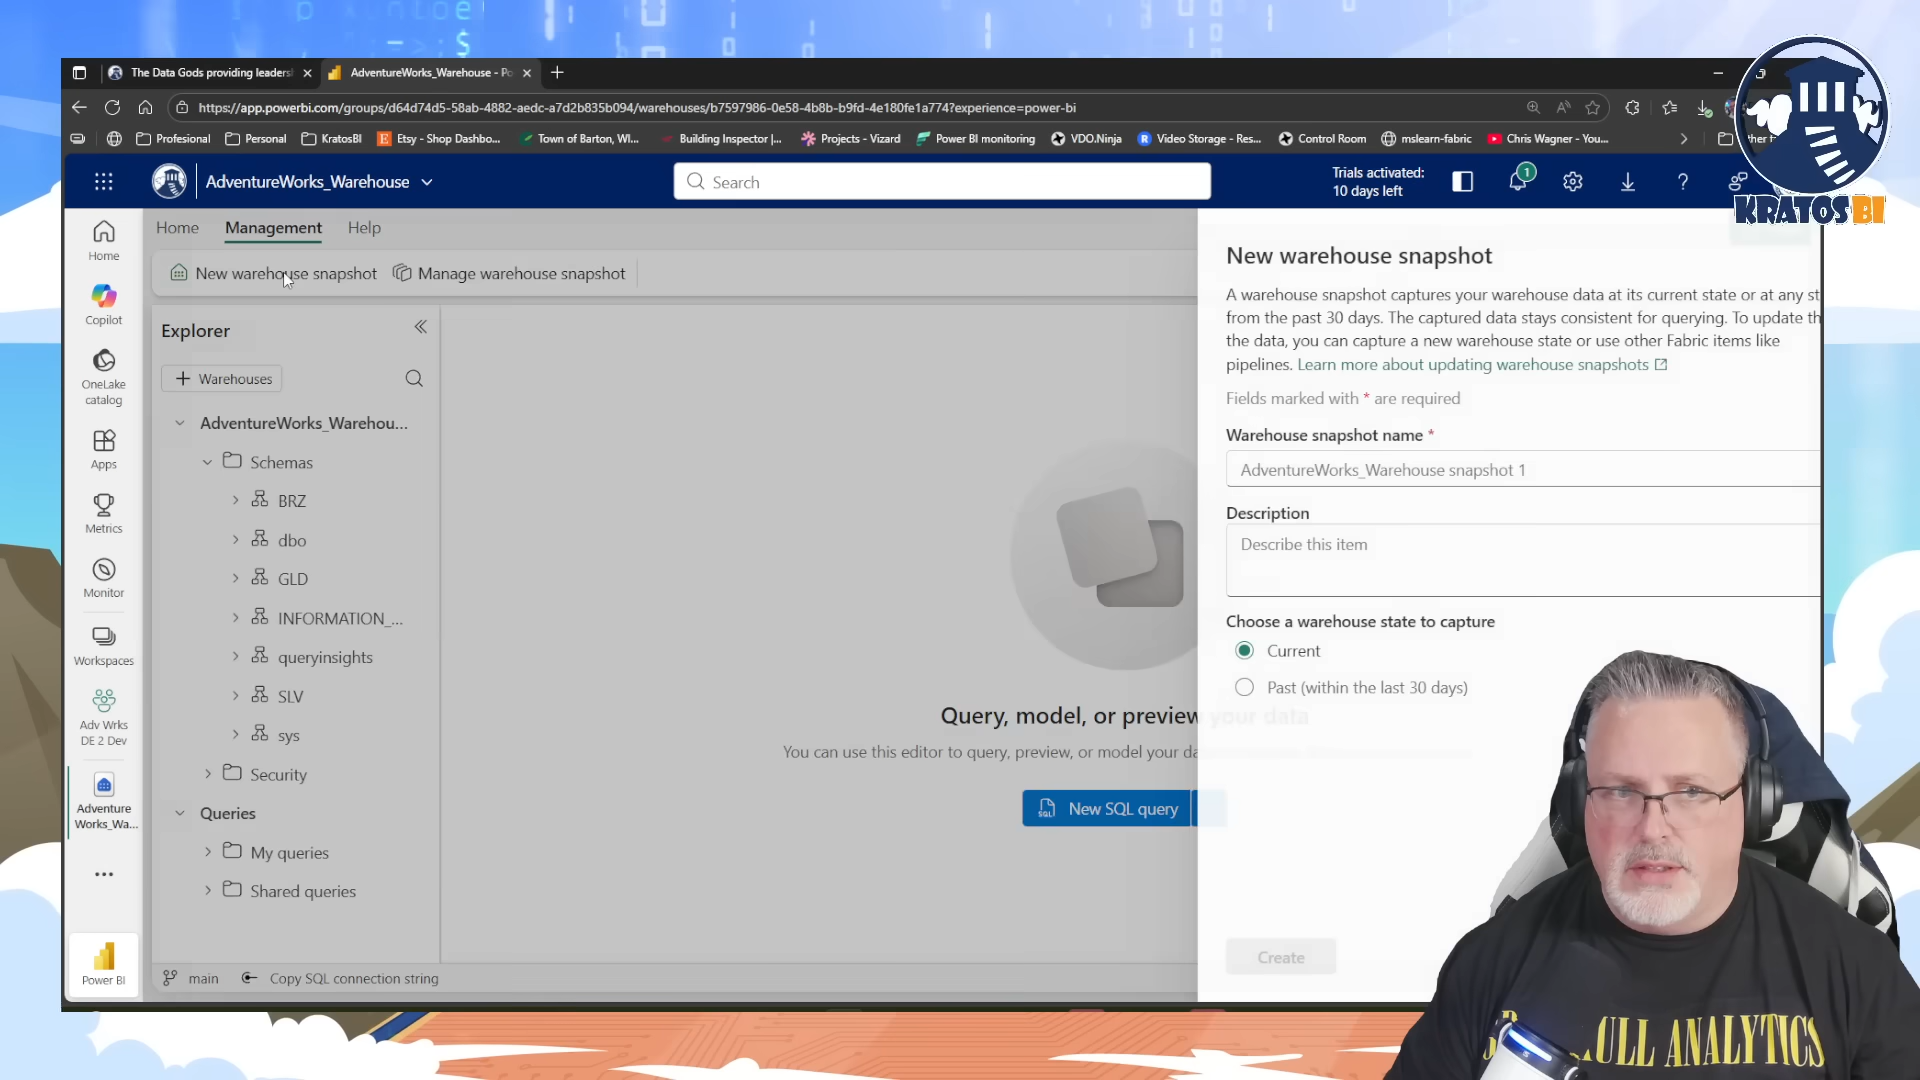 The Data Gods providing leaders
AdventureWorks_Warehouse - Po
https://app.powerbi.com/groups/d64d74d5-58ab-4882-aedc-a7d2b835b094/warehouses/b7597986-0e58-4b8b-b9fd-4e180fe1a774?experience=power-bi
Profesional
Personal
KratosBI
Etsy - Shop Dashbo...
Town of Barton, WI...
Building Inspector |...
Projects - Vizard
Power BI monitoring
VDO.Ninja
Video Storage - Res...
Control Room
mslearn-fabric
Chris Wagner - You...
KRATOS BI
AdventureWorks_Warehouse
Search
Trials activated:
10 days left
1
Home
Copilot
OneLake
catalog
Apps
Metrics
Monitor
Workspaces
Adv Wrks
DE 2 Dev
Adventure
Works_Wa...
Power BI
Home
Management
Help
New warehouse snapshot
Manage warehouse snapshot
Explorer
Warehouses
AdventureWorks_Warehou...
Schemas
BRZ
dbo
GLD
INFORMATION_...
queryinsights
SLV
sys
Security
Queries
My queries
Shared queries
main
Copy SQL connection string
Query, model, or preview your data
You can use this editor to query, preview, or model your da
New SQL query
New warehouse snapshot
A warehouse snapshot captures your warehouse data at its current state or at any st
from the past 30 days. The captured data stays consistent for querying. To update th
the data, you can capture a new warehouse state or use other Fabric items like
pipelines. Learn more about updating warehouse snapshots
Fields marked with * are required
Warehouse snapshot name *
AdventureWorks_Warehouse snapshot 1
Description
Describe this item
Choose a warehouse state to capture
Current
Past (within the last 30 days)
Create
ULL ANALYTICS